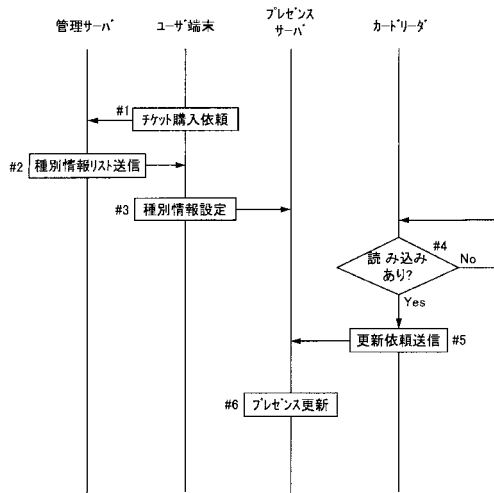 管理サーバ
ユーザ端末
プレゼンス
サーバ
カードリーダ
#1
チケット購入依頼
#2
種別情報リスト送信
#3
種別情報設定
#4
読み込み
あり?
No
Yes
更新依頼送信
#5
#6
プレゼンス更新